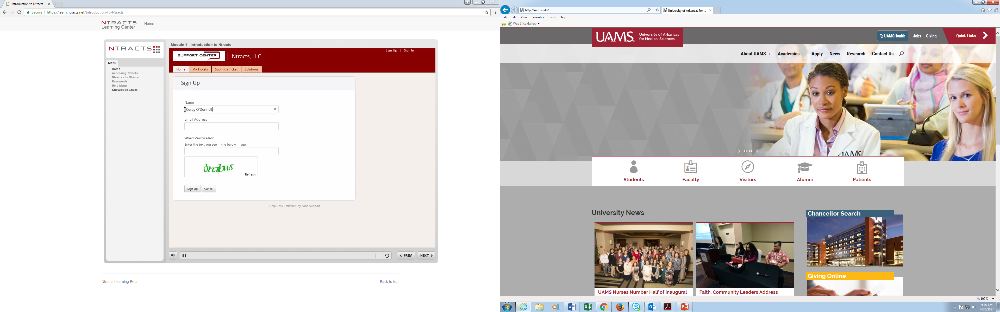 Introduction to Ntracts
Secure | https://learn.ntracts.net/Introduction-to-Ntracts
NTRACTS
Learning Center
Home
NTRACTS
Menu
Home
Accessing Ntracts
Ntracts at a Glance
Passwords
Help Menu
Knowledge Check
Module 1 - Introduction to Ntracts
SUPPORT CENTER
Ntracts, LLC
Sign Up | Sign In
Home
My Tickets
Submit a Ticket
Solutions
Sign Up
Name
Corey O'Donnell
Email Address
Word Verification
Enter the text you see in the below image:
Refresh
Sign Up
Cancel
Help Desk Software by Zoho Support
PREV
NEXT
Ntracts Learning Beta
Back to top
http://uams.edu/
University of Arkansas for ...
File Edit View Favorites Tools Help
Web Slice Gallery
UAMS
University of Arkansas
for Medical Sciences
UAMSHealth
Jobs
Giving
Quick Links
About UAMS +
Academics +
Apply
News
Research
Contact Us
UAMS
Students
Faculty
Visitors
Alumni
Patients
University News
Chancellor Search
Giving Online
UAMS Nurses Number Half of Inaugural
Faith, Community Leaders Address
100%
9:18 AM
4/20/2017